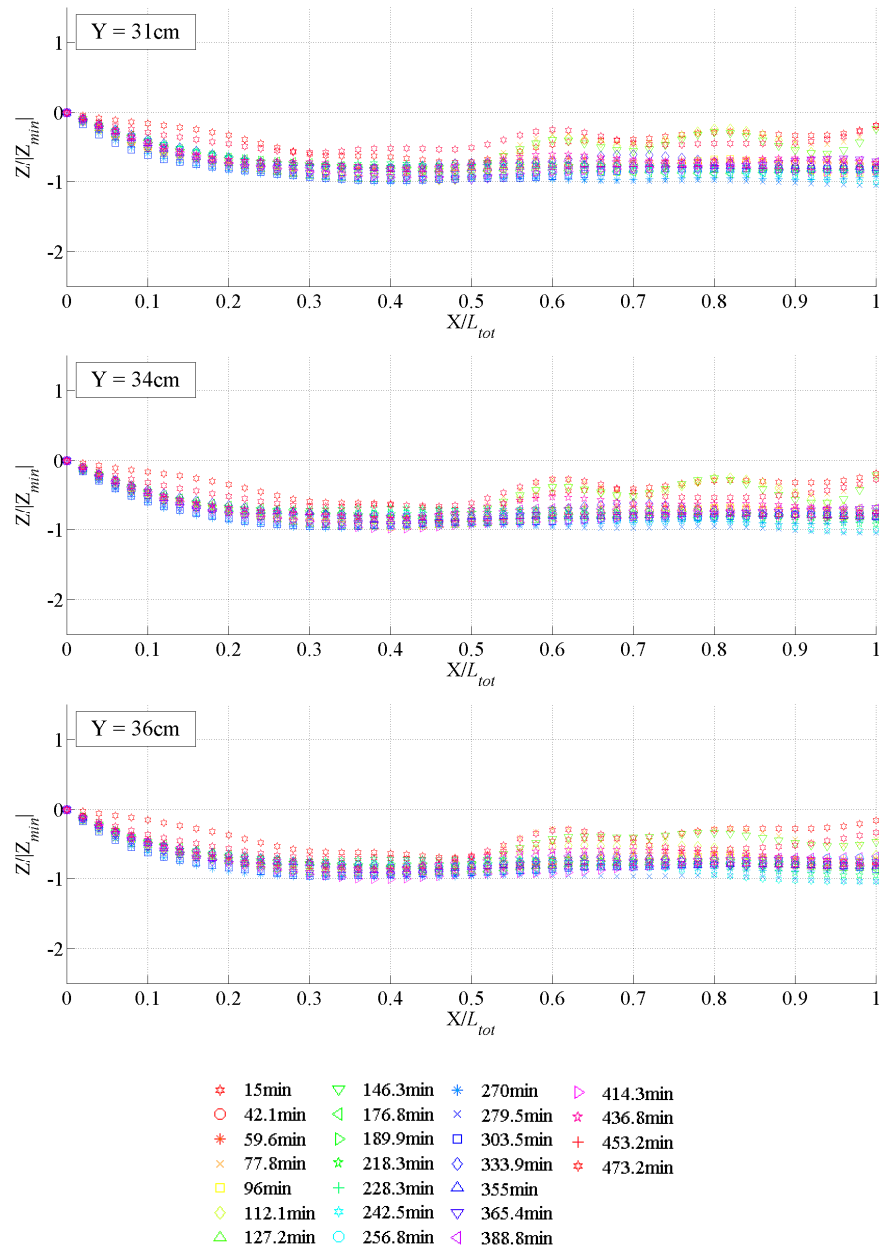 Y = 31cm
1
0
-1
-2
Z/|Z_min|
0 0.1 0.2 0.3 0.4 0.5 0.6 0.7 0.8 0.9 1
X/L_tot
Y = 34cm
1
0
-1
-2
Z/|Z_min|
0 0.1 0.2 0.3 0.4 0.5 0.6 0.7 0.8 0.9 1
X/L_tot
Y = 36cm
1
0
-1
-2
Z/|Z_min|
0 0.1 0.2 0.3 0.4 0.5 0.6 0.7 0.8 0.9 1
X/L_tot
15min
42.1min
59.6min
77.8min
96min
112.1min
127.2min
146.3min
176.8min
189.9min
218.3min
228.3min
242.5min
256.8min
270min
279.5min
303.5min
333.9min
355min
365.4min
388.8min
414.3min
436.8min
453.2min
473.2min